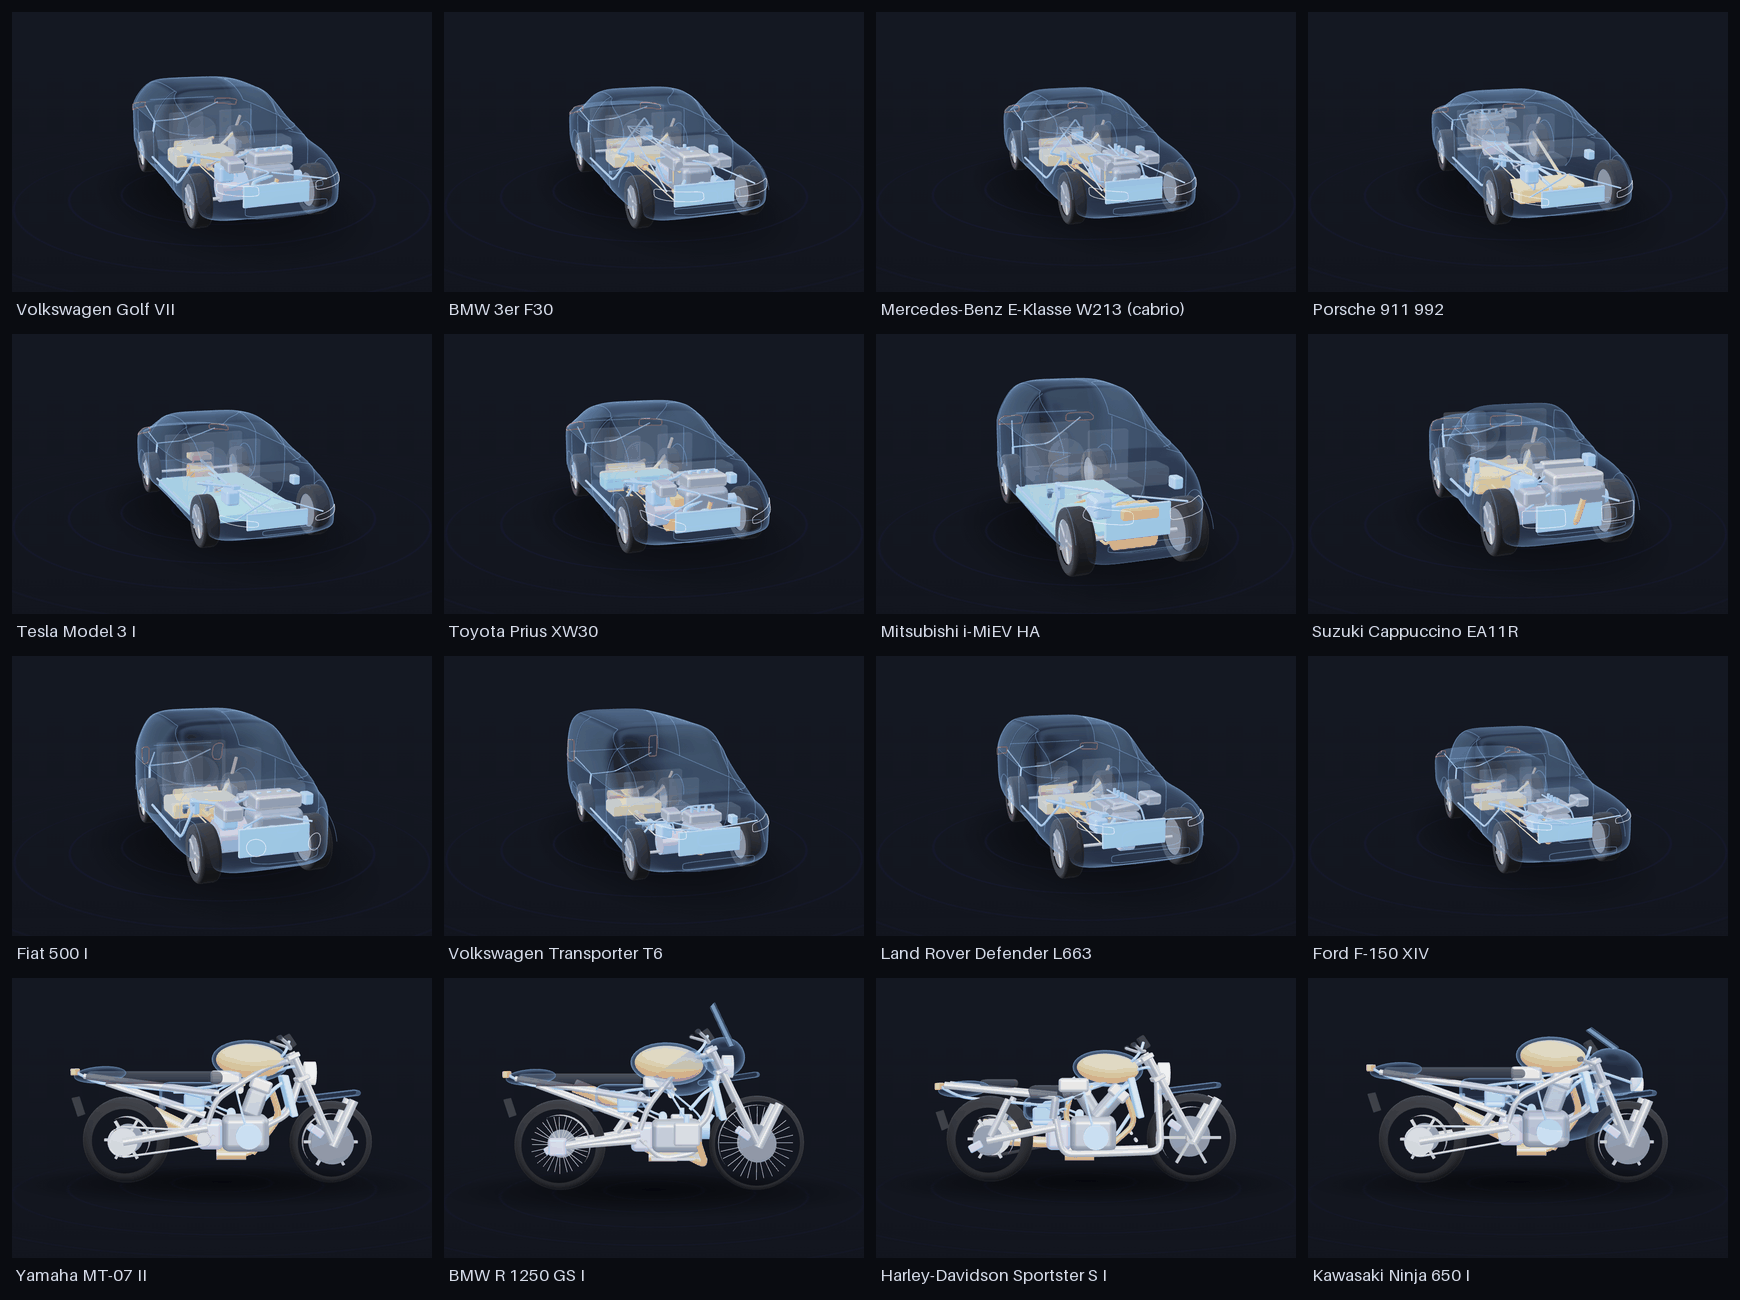 Volkswagen Golf VII
BMW 3er F30
Mercedes-Benz E-Klasse W213 (cabrio)
Porsche 911 992
Tesla Model 3 I
Toyota Prius XW30
Mitsubishi i-MiEV HA
Suzuki Cappuccino EA11R
Fiat 500 I
Volkswagen Transporter T6
Land Rover Defender L663
Ford F-150 XIV
Yamaha MT-07 II
BMW R 1250 GS I
Harley-Davidson Sportster S I
Kawasaki Ninja 650 I